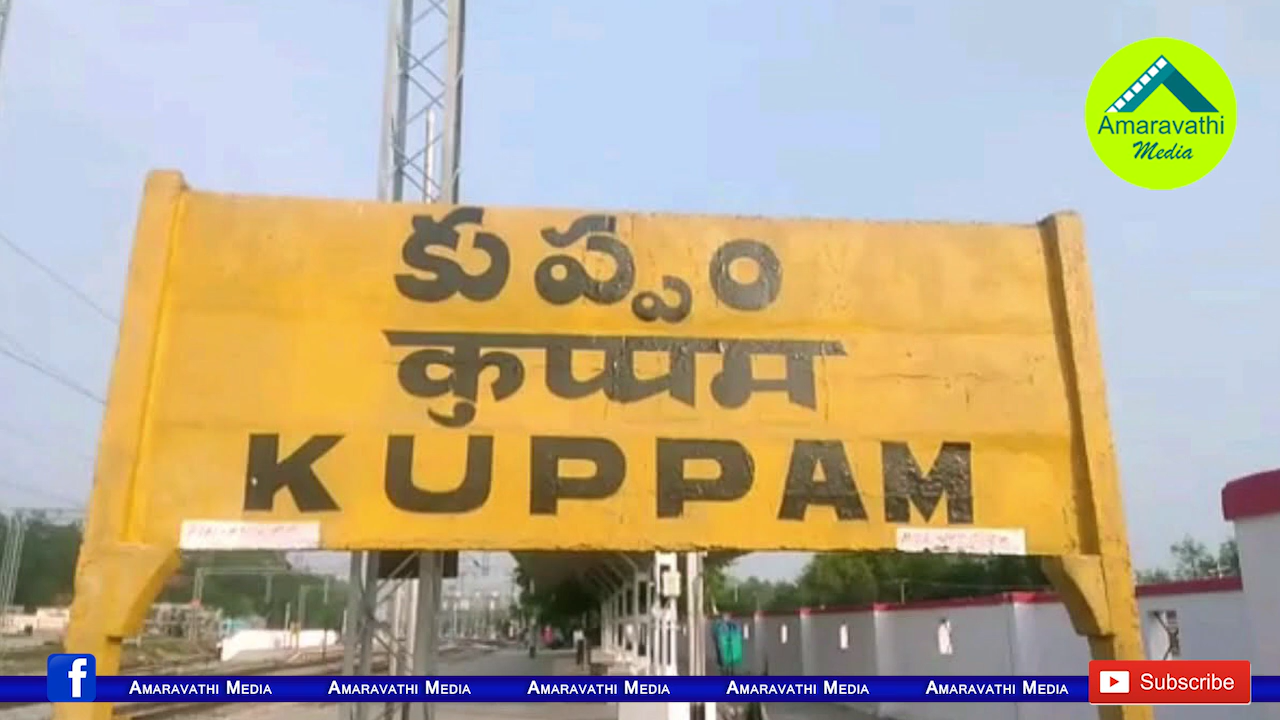 కుప్పం
कुप्पम
KUPPAM
Amaravathi
Media
f Amaravathi Media Amaravathi Media Amaravathi Media Amaravathi Media Amaravathi Media Subscribe